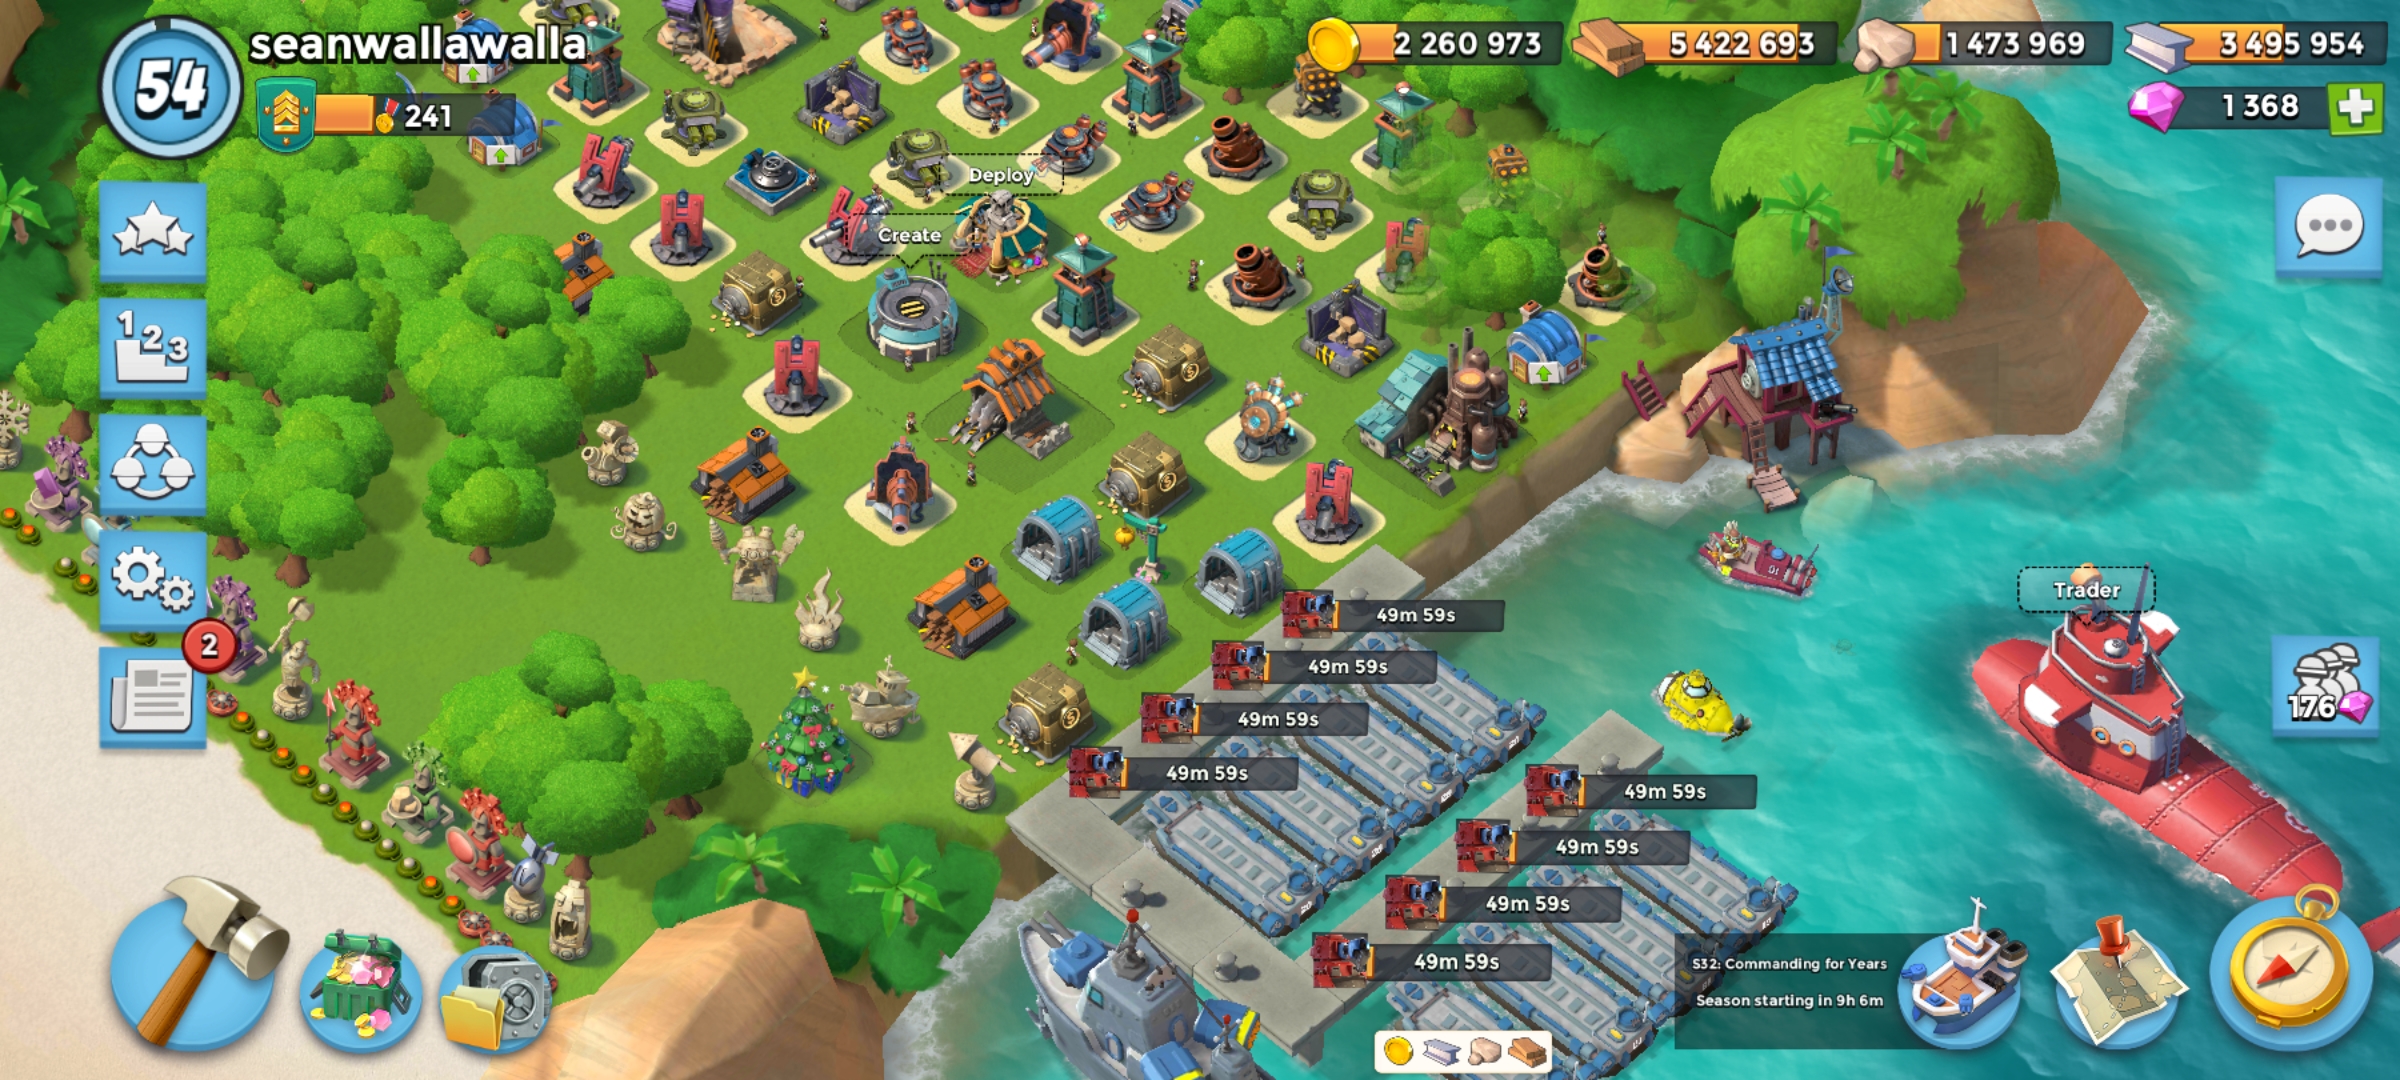 54
seanwallawalla
241
2 260 973
5 422 693
1 473 969
3 495 954
1 368
Deploy
Create
123
2
Trader
176
49m 59s
49m 59s
49m 59s
49m 59s
49m 59s
49m 59s
49m 59s
49m 59s
S32: Commanding for Years
Season starting in 9h 6m